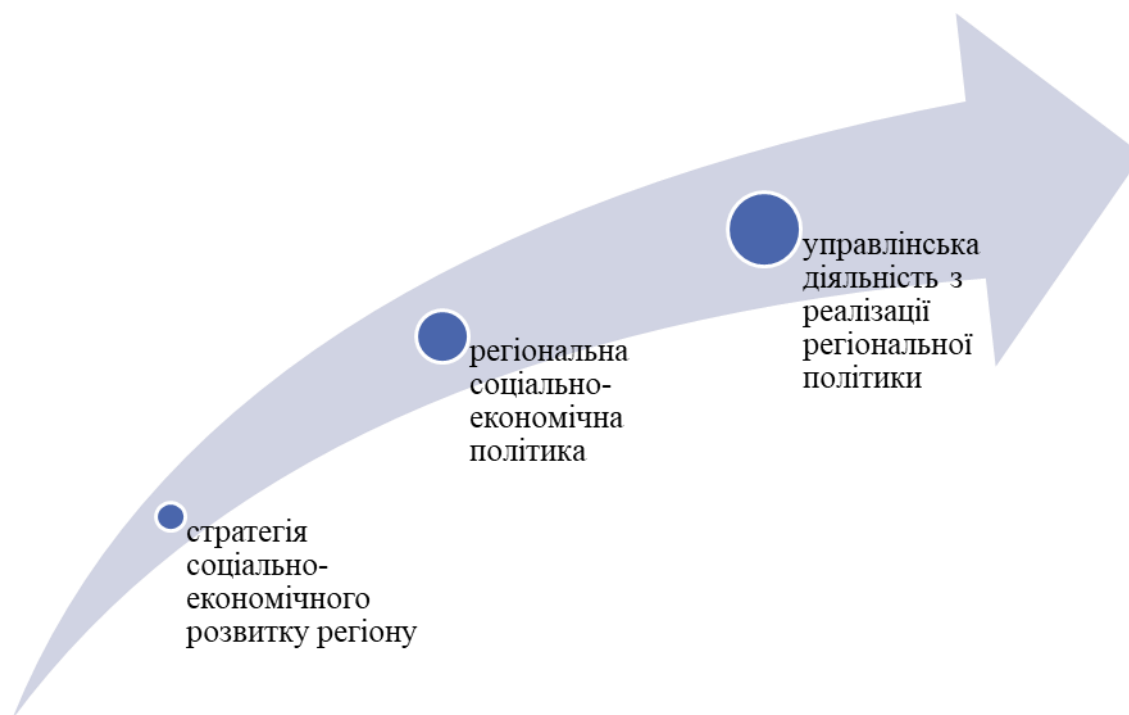 стратегія
соціально-
економічного
розвитку регіону
регіональна
соціально-
економічна
політика
управлінська
діяльність з
реалізації
регіональної
політики